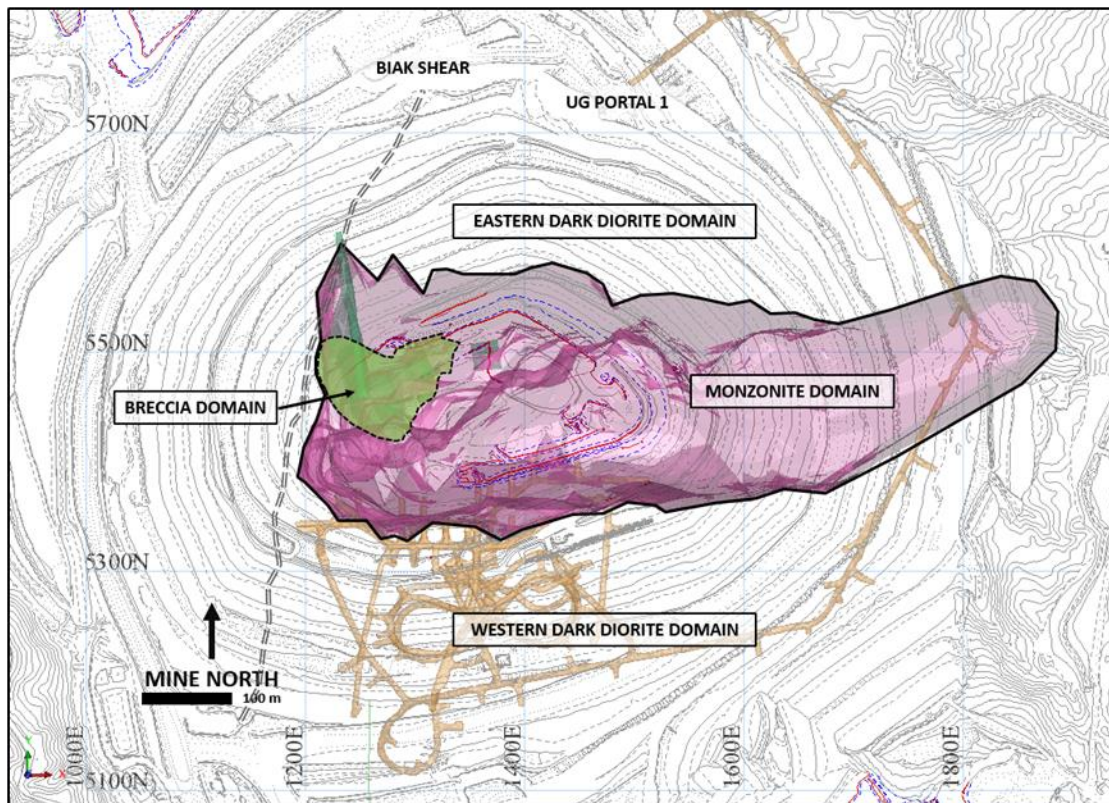 BIAK SHEAR
UG PORTAL 1
5700N
EASTERN DARK DIORITE DOMAIN
5500N
MONZONITE DOMAIN
BRECCIA DOMAIN
5300N
WESTERN DARK DIORITE DOMAIN
MINE NORTH
100 m
1000E
1200E
1400E
1600E
1800E
5100N
Y
X